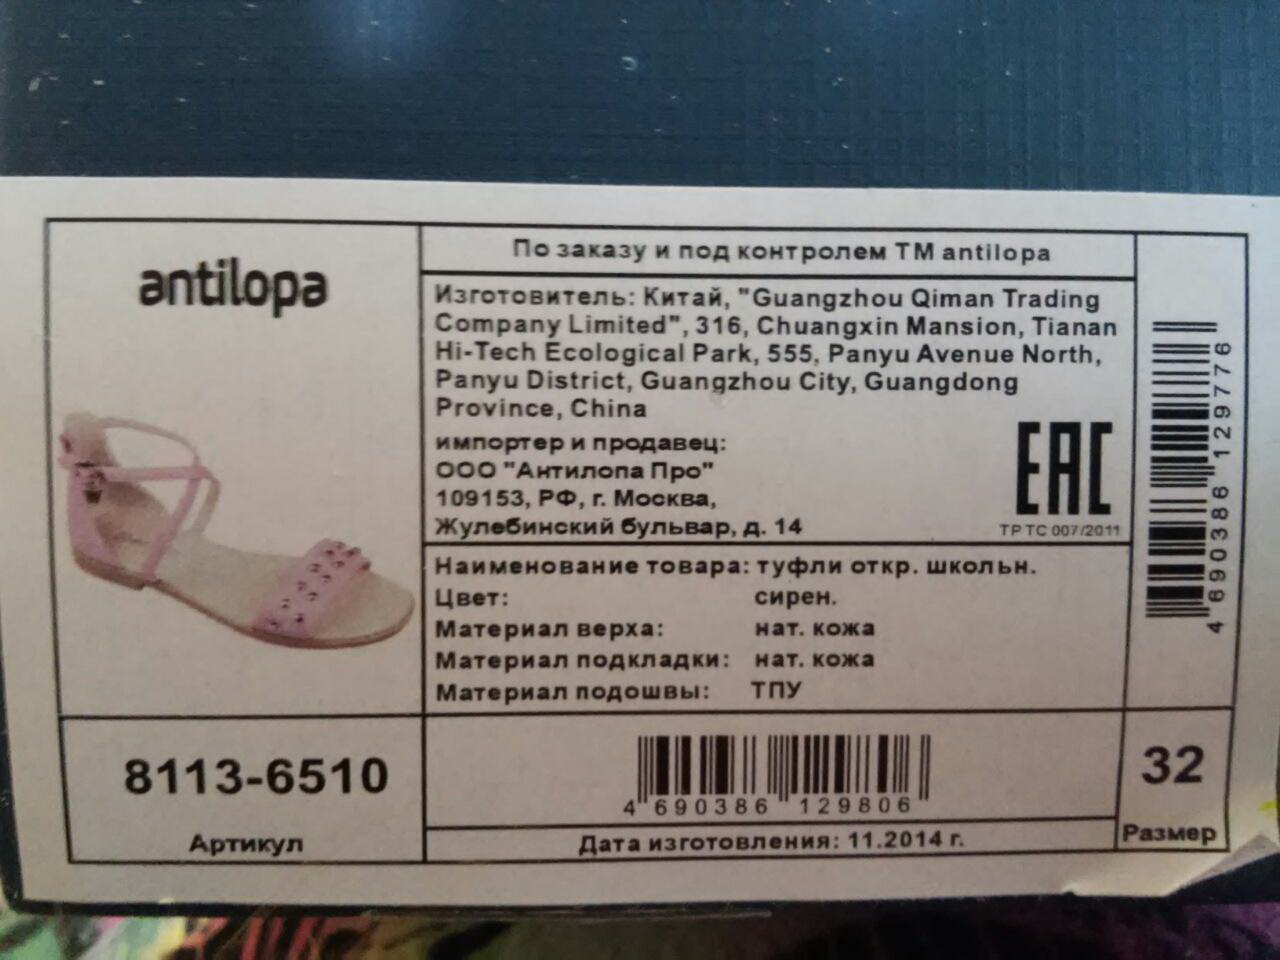 antilopa
По заказу и под контролем ТМ antilopa
Изготовитель: Китай, "Guangzhou Qiman Trading
Company Limited", 316, Chuangxin Mansion, Tianan
Hi-Tech Ecological Park, 555, Panyu Avenue North,
Panyu District, Guangzhou City, Guangdong
Province, China
импортер и продавец:
ООО "Антилопа Про"
109153, РФ, г. Москва,
Жулебинский бульвар, д. 14
EAC
ТР ТС 007/2011
Наименование товара: туфли откр. школьн.
Цвет: сирен.
Материал верха: нат. кожа
Материал подкладки: нат. кожа
Материал подошвы: ТПУ
4 690386 129776
8113-6510
Артикул
4 690386 129806
Дата изготовления: 11.2014 г.
32
Размер